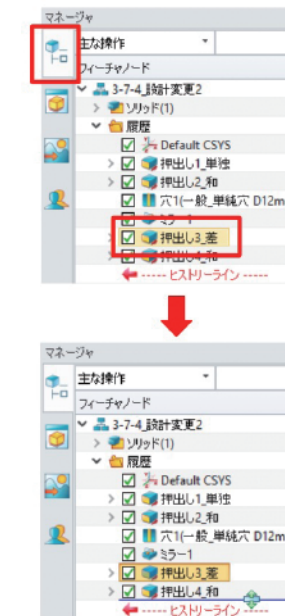 マネージャ
主な操作
フィーチャノード
3-7-4_設計変更2
ソリッド(1)
履歴
Default CSYS
押出し1_単独
押出し2_和
穴1(一般_単純穴 D12m
ミラー1
押出し3_差
押出し4_和
----- ヒストリーライン -----
マネージャ
主な操作
フィーチャノード
3-7-4_設計変更2
ソリッド(1)
履歴
Default CSYS
押出し1_単独
押出し2_和
穴1(一般_単純穴 D12m
ミラー1
押出し3_差
押出し4_和
----- ヒストリーライン -----